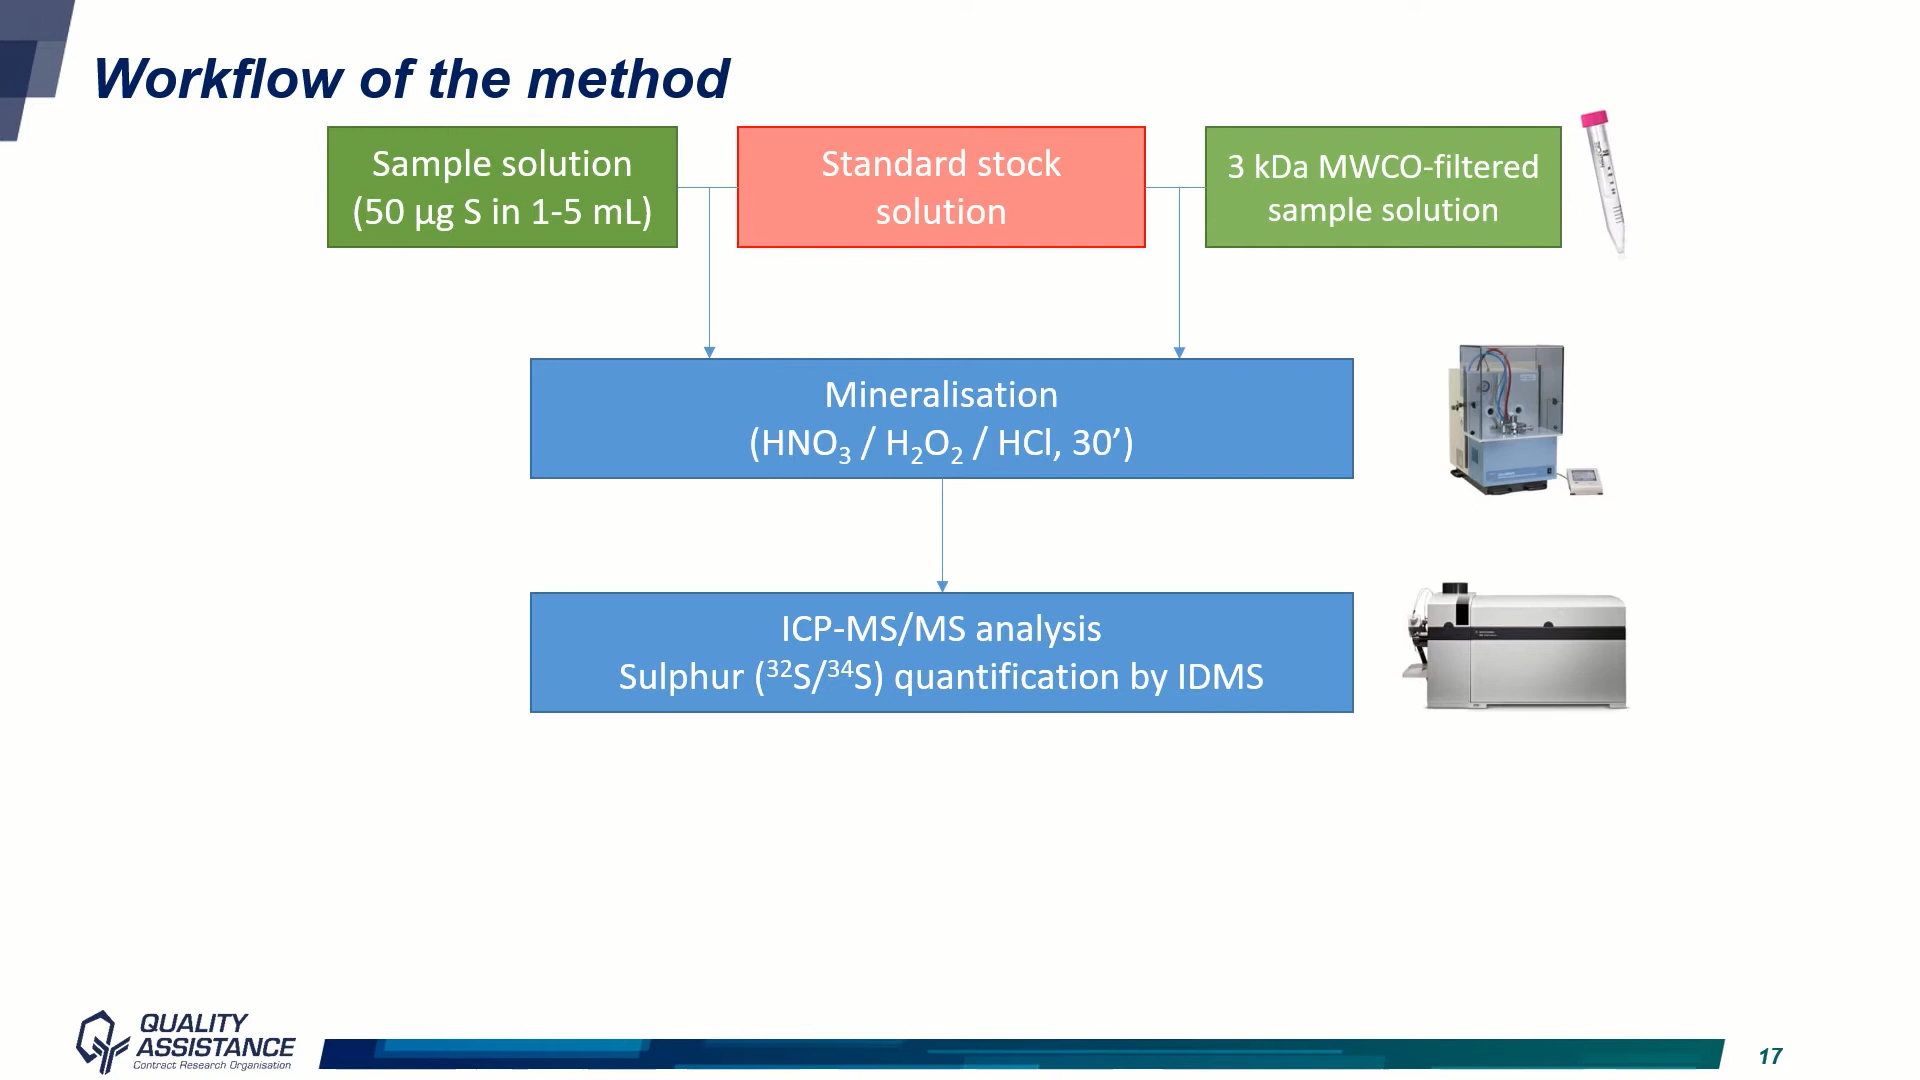 Workflow of the method
Sample solution
(50 µg S in 1-5 mL)
Standard stock
solution
3 kDa MWCO-filtered
sample solution
Mineralisation
(HNO₃ / H₂O₂ / HCl, 30’)
ICP-MS/MS analysis
Sulphur (³²S/³⁴S) quantification by IDMS
QUALITY
ASSISTANCE
Contract Research Organisation
17